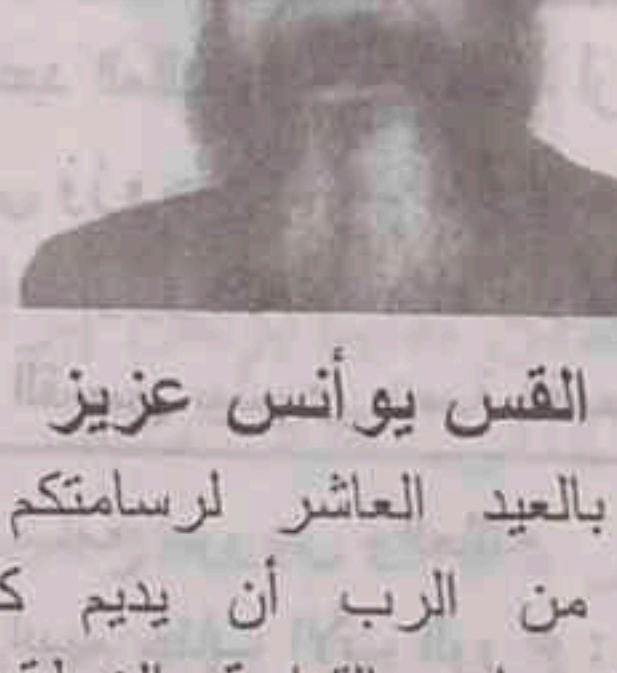 القس يوأنس عزيز
بالعيد العاشر لرسامتكم
من الرب أن يديم